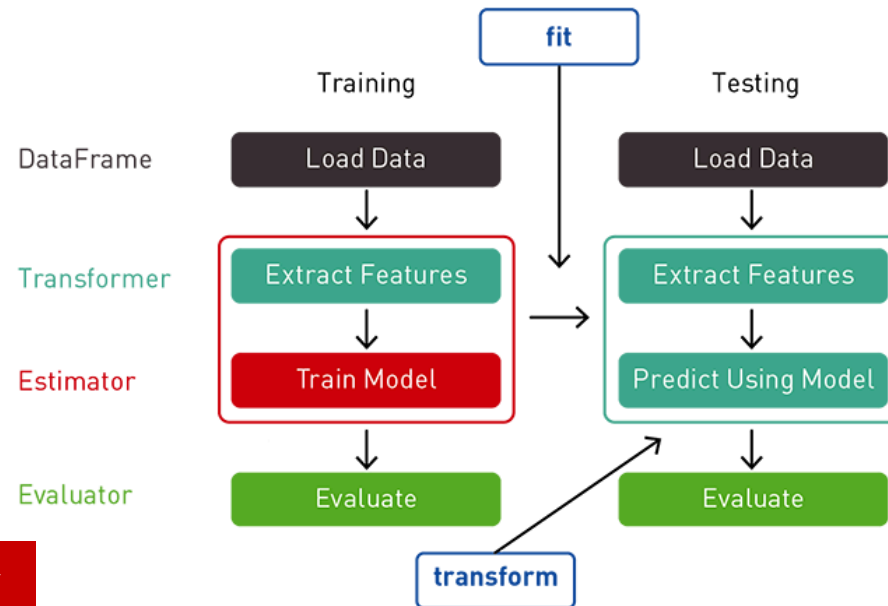 fit
Training
Testing
DataFrame
Load Data
Load Data
Transformer
Extract Features
Extract Features
Estimator
Train Model
Predict Using Model
Evaluator
Evaluate
Evaluate
transform